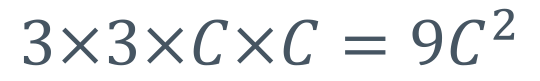 3×3×C×C = 9C²